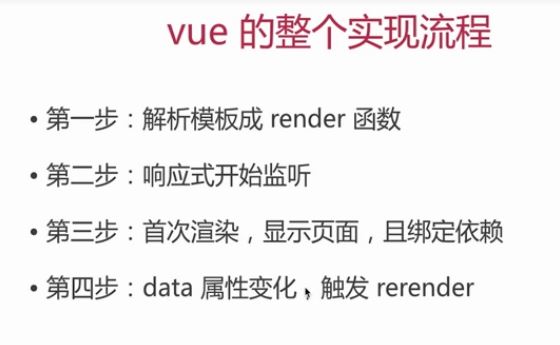 vue 的整个实现流程
• 第一步：解析模板成 render 函数
• 第二步：响应式开始监听
• 第三步：首次渲染，显示页面，且绑定依赖
• 第四步：data 属性变化，触发 rerender